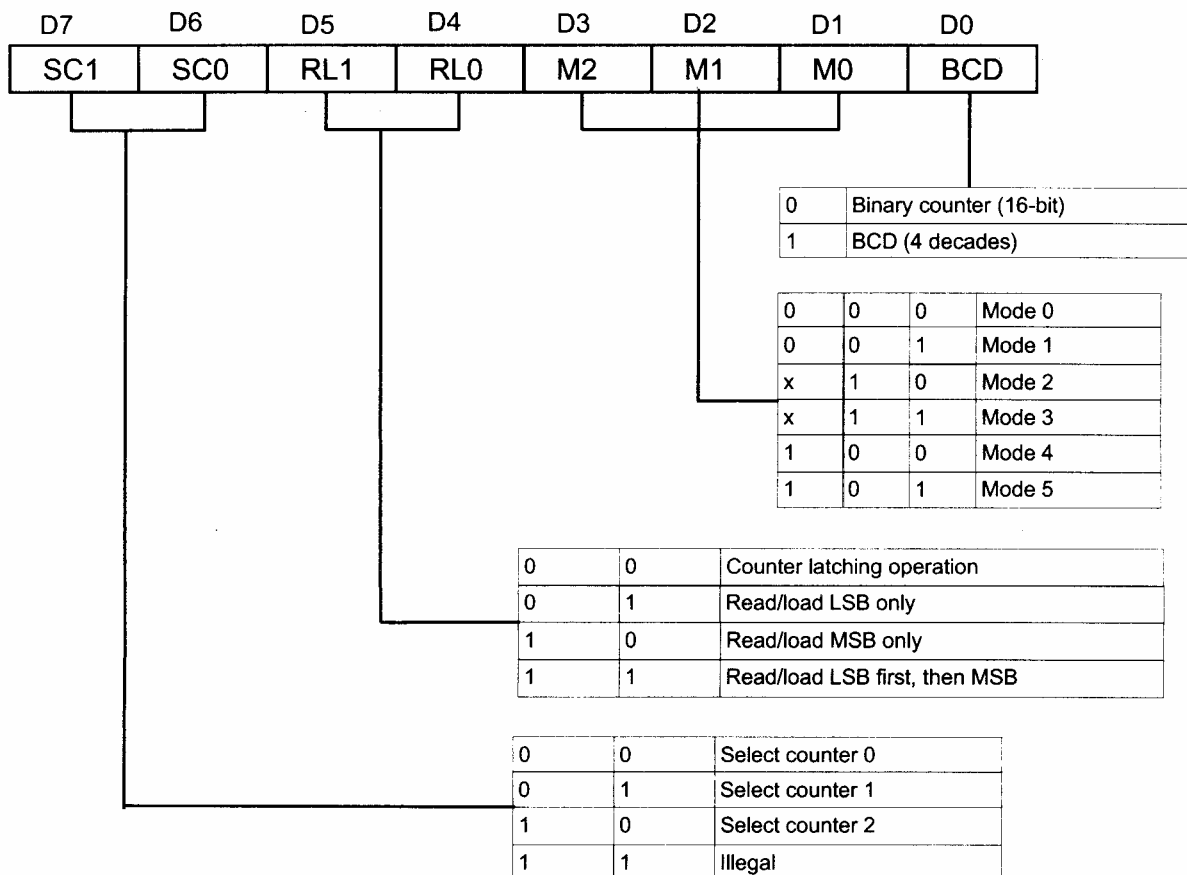 D7 D6 D5 D4 D3 D2 D1 D0
SC1 SC0 RL1 RL0 M2 M1 M0 BCD
0 Binary counter (16-bit)
1 BCD (4 decades)
0 0 0 Mode 0
0 0 1 Mode 1
x 1 0 Mode 2
x 1 1 Mode 3
1 0 0 Mode 4
1 0 1 Mode 5
0 0 Counter latching operation
0 1 Read/load LSB only
1 0 Read/load MSB only
1 1 Read/load LSB first, then MSB
0 0 Select counter 0
0 1 Select counter 1
1 0 Select counter 2
1 1 Illegal